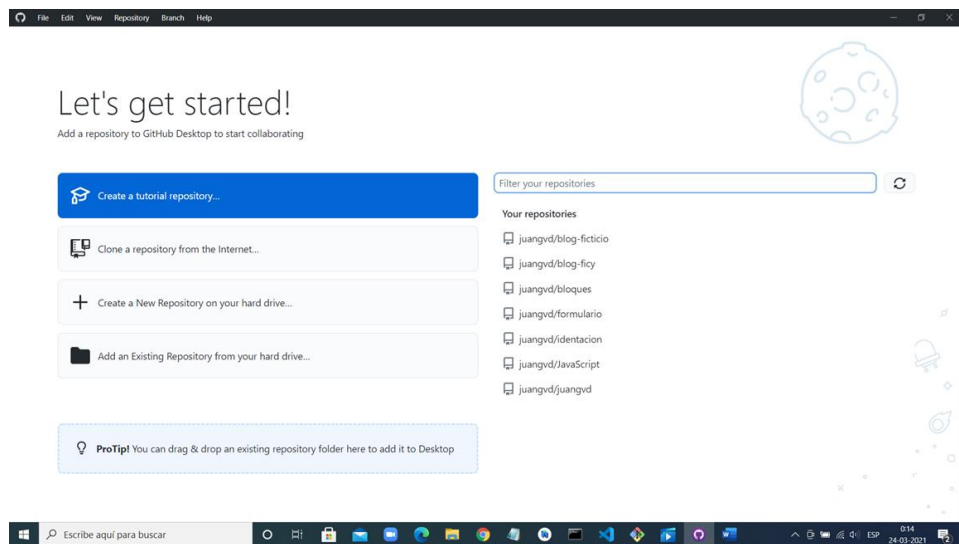 File Edit View Repository Branch Help
Let's get started!
Add a repository to GitHub Desktop to start collaborating
Create a tutorial repository...
Clone a repository from the Internet...
Create a New Repository on your hard drive...
Add an Existing Repository from your hard drive...
ProTip! You can drag & drop an existing repository folder here to add it to Desktop
Filter your repositories
Your repositories
juangvd/blog-ficticio
juangvd/blog-ficy
juangvd/bloques
juangvd/formulario
juangvd/identacion
juangvd/JavaScript
juangvd/juangvd
Escribe aquí para buscar
ESP
0:14
24-03-2021
2